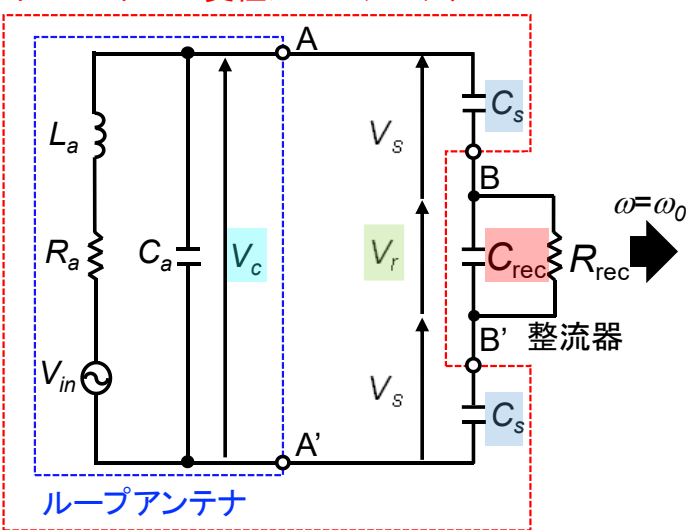 A
L_a
C_s
V_s
B
ω=ω_0
R_a
C_a
V_c
V_r
C_rec
R_rec
B'
整流器
V_in
V_s
C_s
A'
ループアンテナ